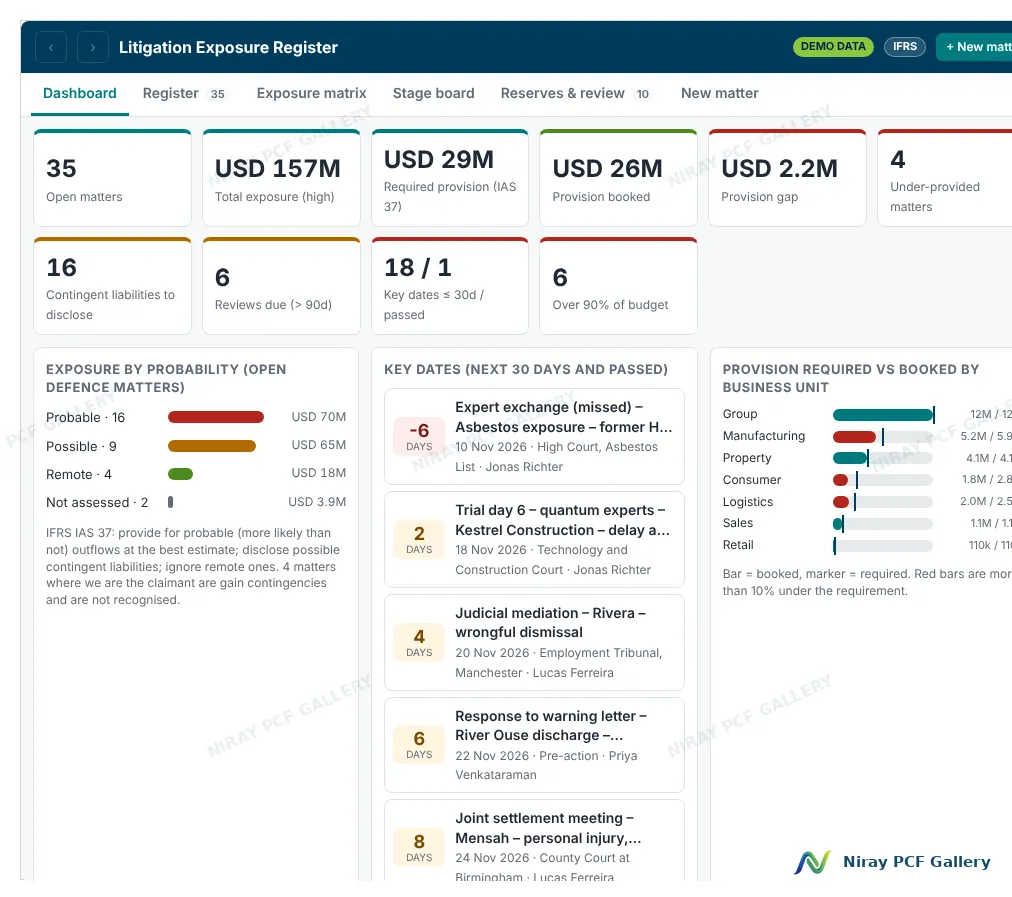 ‹ › Litigation Exposure Register DEMO DATA IFRS + New matt
Dashboard Register 35 Exposure matrix Stage board Reserves & review 10 New matter
35
Open matters
USD 157M
Total exposure (high)
USD 29M
Required provision (IAS
37)
USD 26M
Provision booked
USD 2.2M
Provision gap
4
Under-provided
matters
16
Contingent liabilities to
disclose
6
Reviews due (> 90d)
18 / 1
Key dates ≤ 30d /
passed
6
Over 90% of budget
EXPOSURE BY PROBABILITY (OPEN
DEFENCE MATTERS)
Probable · 16 USD 70M
Possible · 9 USD 65M
Remote · 4 USD 18M
Not assessed · 2 USD 3.9M
IFRS IAS 37: provide for probable (more likely than
not) outflows at the best estimate; disclose possible
contingent liabilities; ignore remote ones. 4 matters
where we are the claimant are gain contingencies
and are not recognised.
KEY DATES (NEXT 30 DAYS AND PASSED)
-6
DAYS
Expert exchange (missed) –
Asbestos exposure – former H...
10 Nov 2026 · High Court, Asbestos
List · Jonas Richter
2
DAYS
Trial day 6 – quantum experts –
Kestrel Construction – delay a...
18 Nov 2026 · Technology and
Construction Court · Jonas Richter
4
DAYS
Judicial mediation – Rivera –
wrongful dismissal
20 Nov 2026 · Employment Tribunal,
Manchester · Lucas Ferreira
6
DAYS
Response to warning letter –
River Ouse discharge –...
22 Nov 2026 · Pre-action · Priya
Venkataraman
8
DAYS
Joint settlement meeting –
Mensah – personal injury,...
24 Nov 2026 · County Court at
Birmingham · Lucas Ferreira
PROVISION REQUIRED VS BOOKED BY
BUSINESS UNIT
Group 12M / 12
Manufacturing 5.2M / 5.9
Property 4.1M / 4.1
Consumer 1.8M / 2.8
Logistics 2.0M / 2.5
Sales 1.1M / 1.1
Retail 110k / 110
Bar = booked, marker = required. Red bars are mor
than 10% under the requirement.
NIRAY PCF GALLERY
Niray PCF Gallery